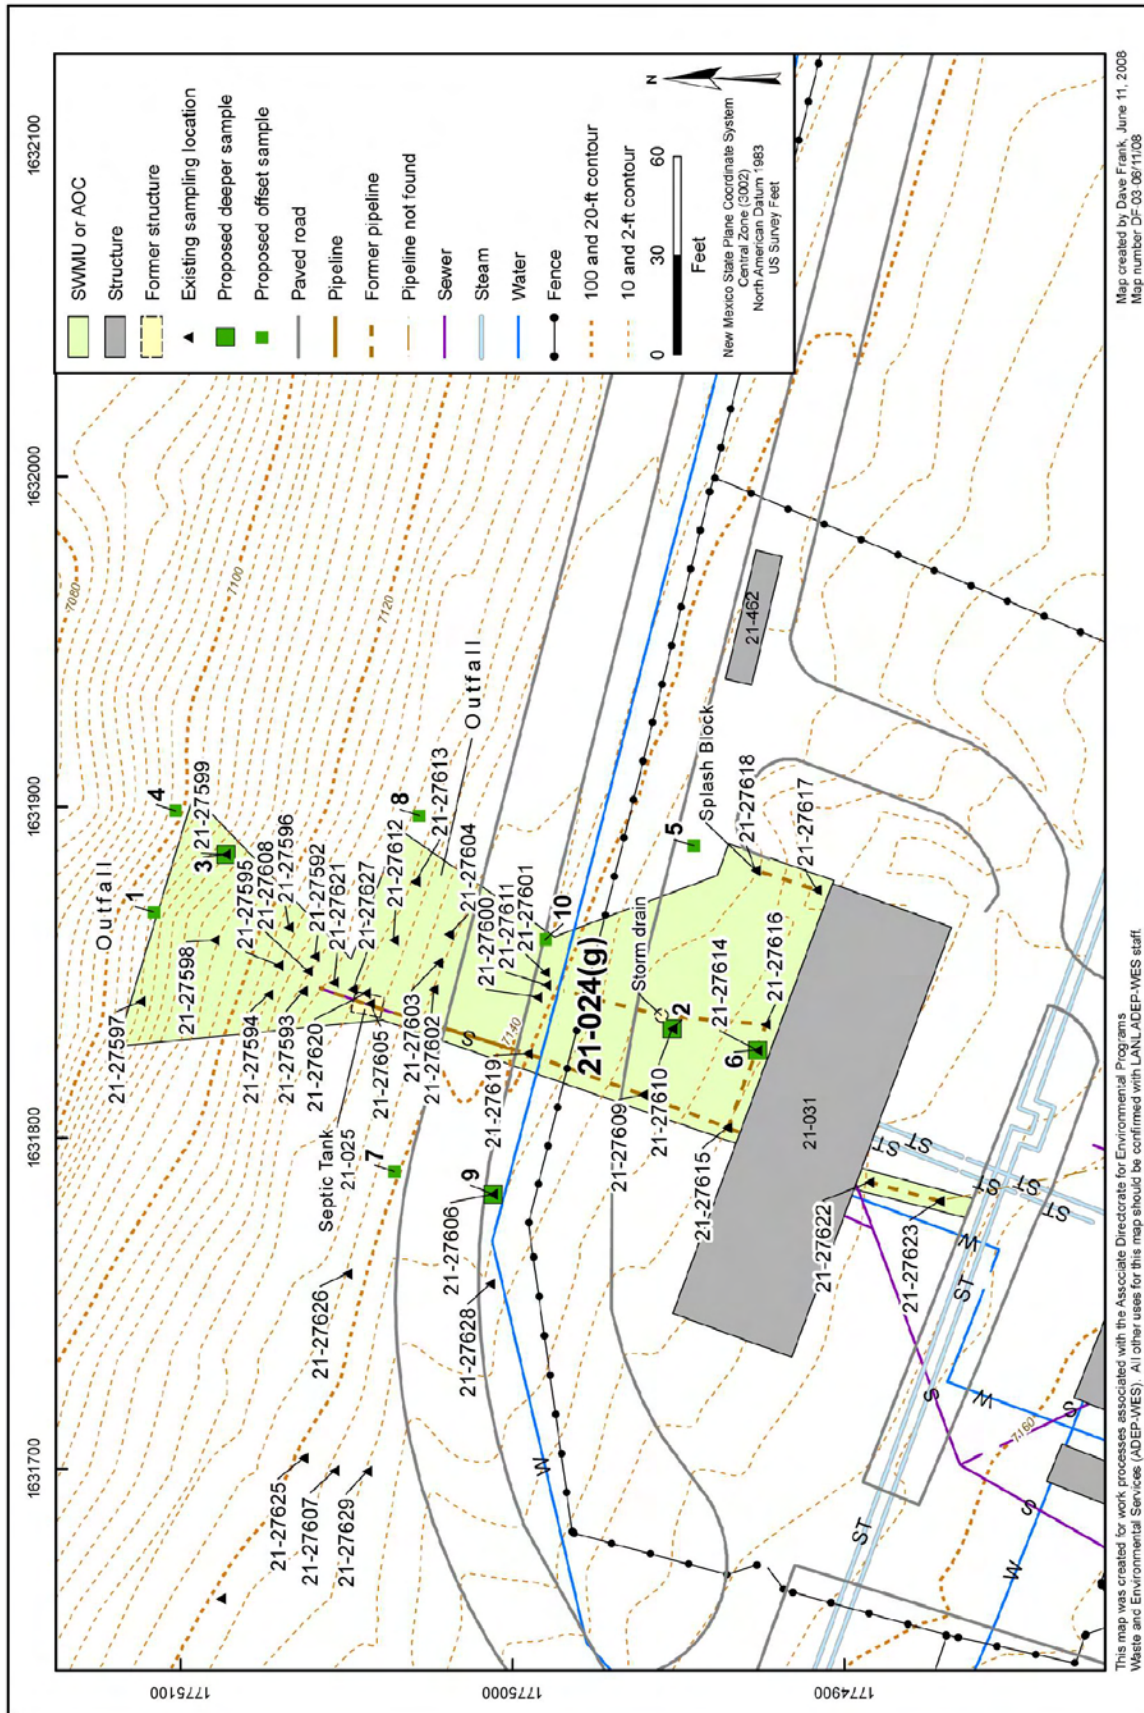 1631700
1631800
1631900
1632000
1632100
1775100
1775000
1774900
SWMU or AOC
Structure
Former structure
Existing sampling location
Proposed deeper sample
Proposed offset sample
Paved road
Pipeline
Former pipeline
Pipeline not found
Sewer
Steam
Water
Fence
100 and 20-ft contour
10 and 2-ft contour
0 30 60
Feet
N
New Mexico State Plane Coordinate System
Central Zone (3002)
North American Datum 1983
US Survey Feet
7080
7100
7120
7140
7160
Outfall
1
4
21-27597
21-27598
3
21-27599
21-27595
21-27608
21-27596
21-27594
21-27592
21-27593
21-27621
21-27620
21-27627
21-27605
Septic Tank
21-025
7
21-27612
8
21-27613
Outfall
21-27603
21-27604
21-27602
21-27600
21-27611
21-27601
10
S
21-27619
21-024(g)
21-27625
21-27607
21-27629
21-27626
21-27606
9
21-27628
W
21-27609
21-27610
Storm drain
2
5
Splash Block
21-27618
21-27617
21-27614
21-27616
6
21-27615
21-031
21-462
21-27622
21-27623
ST
ST
ST
ST
ST
W
ST
S
W
S
ST
S
W
This map was created for work processes associated with the Associate Directorate for Environmental Programs
Waste and Environmental Services (ADEP-WES). All other uses for this map should be confirmed with LANL ADEP-WES staff.
Map created by Dave Frank, June 11, 2008
Map number DF-03-06/11/08